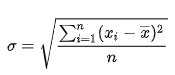 σ = √(∑ⁿᵢ₌₁(xᵢ − x̅)² / n)